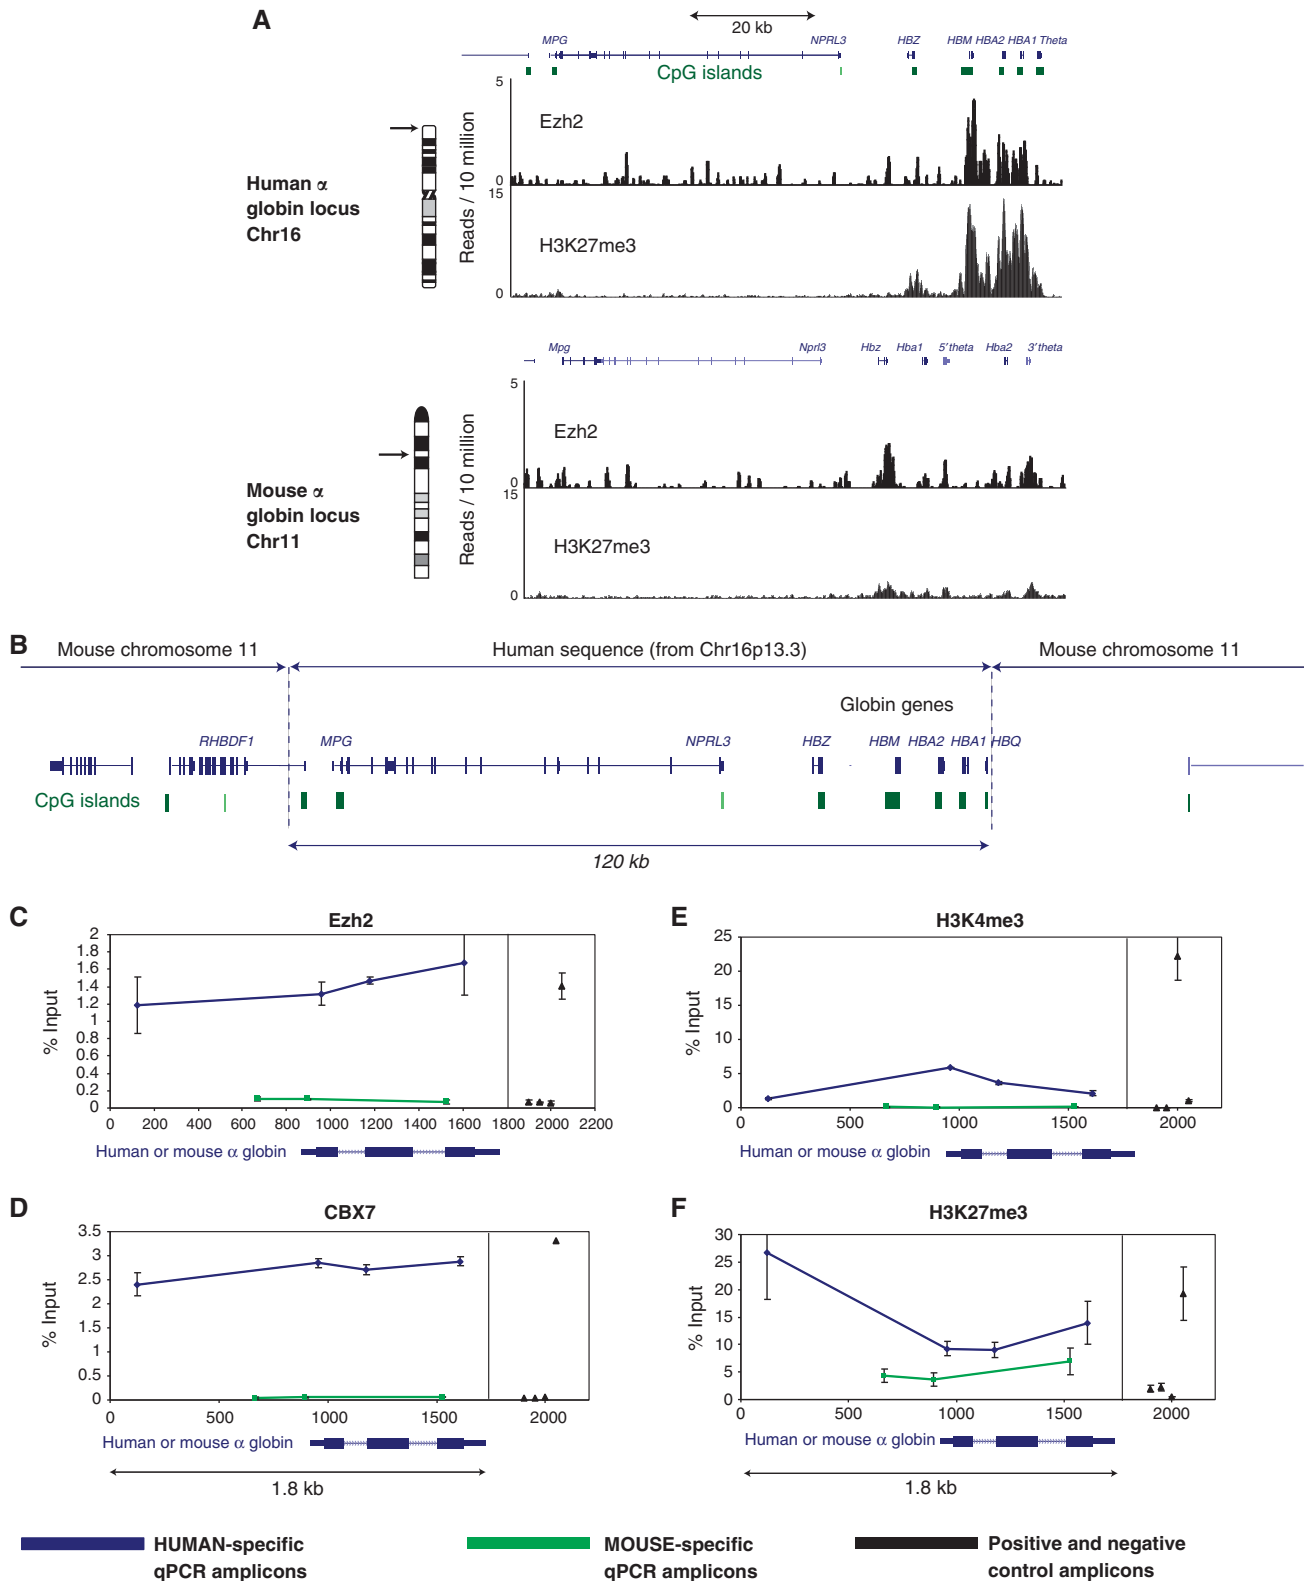 A
20 kb
MPG
NPRL3
HBZ
HBM
HBA2
HBA1
Theta
CpG islands
5
Ezh2
0
15
H3K27me3
0
Reads / 10 million
Human α
globin locus
Chr16
Mpg
Nprl3
Hbz
Hba1
5'theta
Hba2
3'theta
5
Ezh2
0
15
H3K27me3
0
Reads / 10 million
Mouse α
globin locus
Chr11
B
Mouse chromosome 11
Human sequence (from Chr16p13.3)
Mouse chromosome 11
Globin genes
RHBDF1
MPG
NPRL3
HBZ
HBM
HBA2
HBA1
HBQ
CpG islands
120 kb
C
Ezh2
% Input
2
1.8
1.6
1.4
1.2
1
0.8
0.6
0.4
0.2
0
0 200 400 600 800 1000 1200 1400 1600 1800 2000 2200
Human or mouse α globin
E
H3K4me3
% Input
25
20
15
10
5
0
0 500 1000 1500 2000
Human or mouse α globin
D
CBX7
% Input
3.5
3
2.5
2
1.5
1
0.5
0
0 500 1000 1500 2000
Human or mouse α globin
1.8 kb
F
H3K27me3
% Input
30
25
20
15
10
5
0
0 500 1000 1500 2000
Human or mouse α globin
1.8 kb
HUMAN-specific
qPCR amplicons
MOUSE-specific
qPCR amplicons
Positive and negative
control amplicons